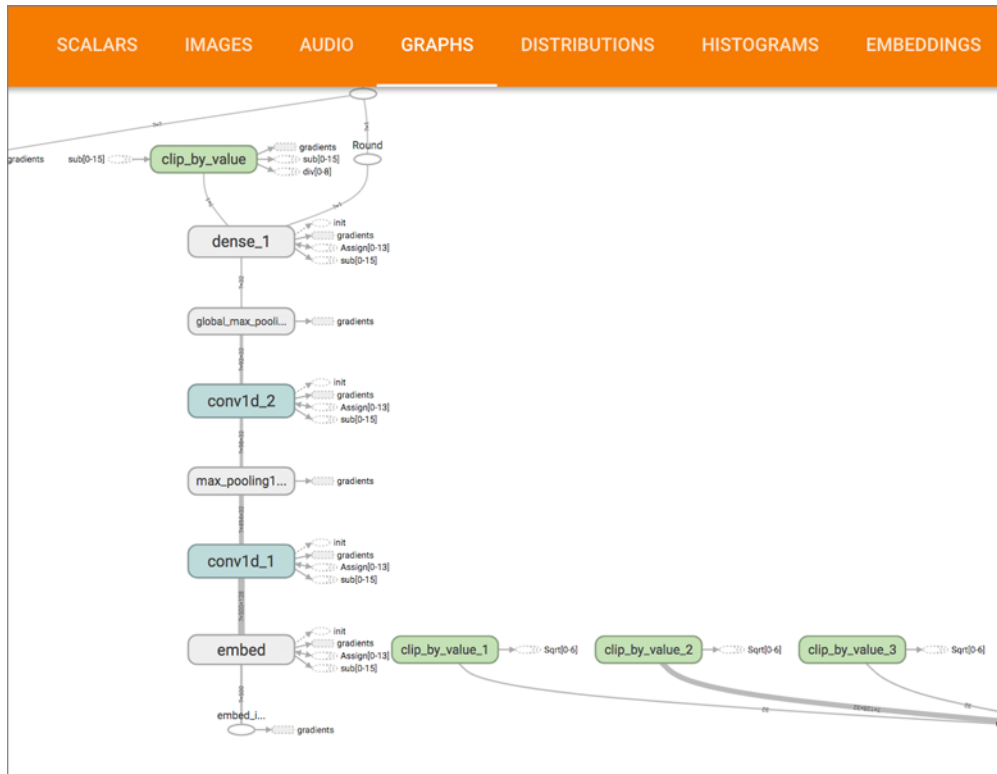 SCALARS IMAGES AUDIO GRAPHS DISTRIBUTIONS HISTOGRAMS EMBEDDINGS
gradients
sub[0-15]
clip_by_value
gradients
sub[0-15]
div[0-8]
Round
dense_1
init
gradients
Assign[0-13]
sub[0-15]
global_max_pooli...
gradients
conv1d_2
init
gradients
Assign[0-13]
sub[0-15]
max_pooling1...
gradients
conv1d_1
init
gradients
Assign[0-13]
sub[0-15]
embed
init
gradients
Assign[0-13]
sub[0-15]
clip_by_value_1
Sqrt[0-6]
clip_by_value_2
Sqrt[0-6]
clip_by_value_3
Sqrt[0-6]
embed_i...
gradients
32
32